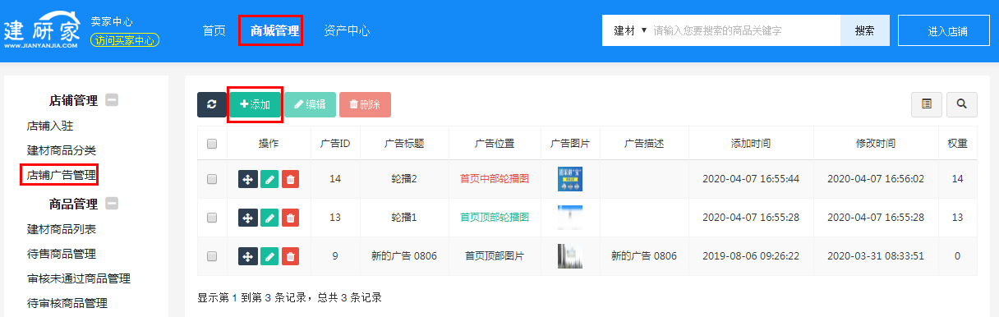 建研家
WWW.JIANYANJIA.COM
卖家中心
访问买家中心
首页 商城管理 资产中心
建材 请输入您要搜索的商品关键字 搜索
进入店铺
店铺管理
店铺入驻
建材商品分类
店铺广告管理
商品管理
建材商品列表
待售商品管理
审核未通过商品管理
待审核商品管理
添加 编辑 删除
操作 广告ID 广告标题 广告位置 广告图片 广告描述 添加时间 修改时间 权重
14 轮播2 首页中部轮播图 2020-04-07 16:55:44 2020-04-07 16:56:02 14
13 轮播1 首页顶部轮播图 2020-04-07 16:55:28 2020-04-07 16:55:28 13
9 新的广告 0806 首页顶部图片 新的广告 0806 2019-08-06 09:26:22 2020-03-31 08:33:51 0
显示第 1 到第 3 条记录，总共 3 条记录